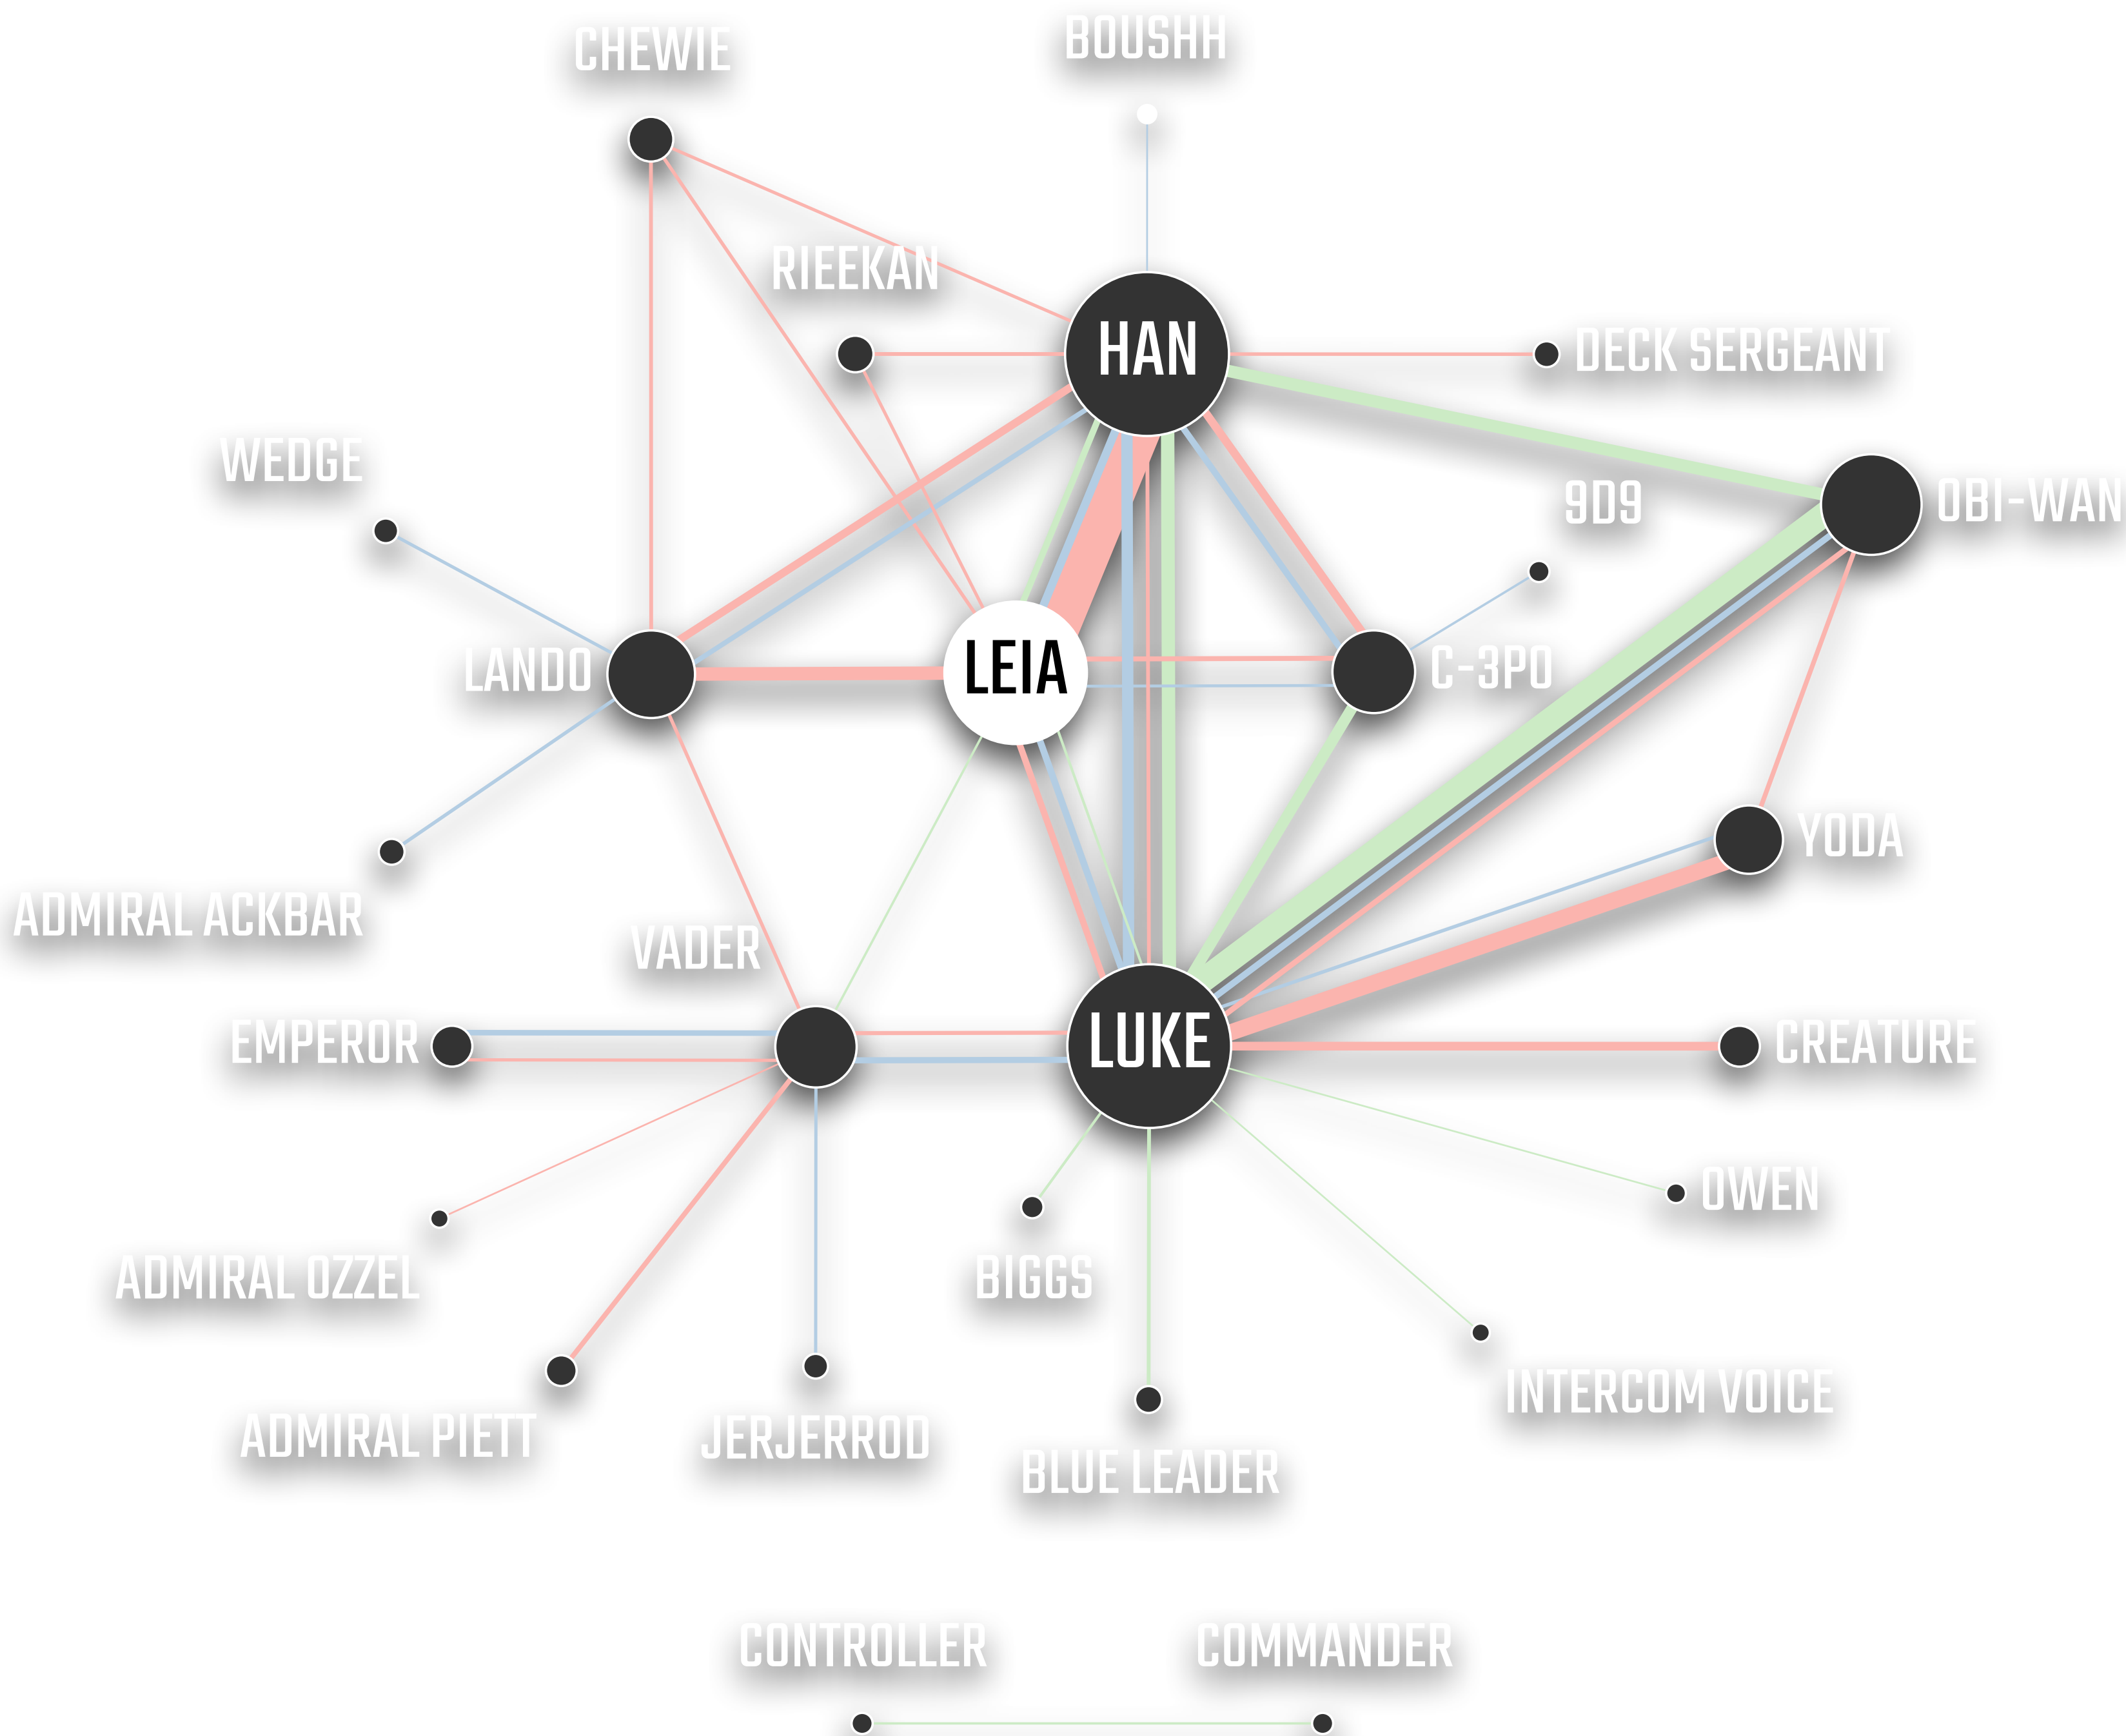 BOUSHH
CHEWIE
RIEEKAN
HAN
DECK SERGEANT
WEDGE
9D9
OBI-WAN
LANDO
LEIA
C-3PO
YODA
ADMIRAL ACKBAR
VADER
EMPEROR
LUKE
CREATURE
OWEN
ADMIRAL OZZEL
BIGGS
INTERCOM VOICE
ADMIRAL PIETT
JERJERROD
BLUE LEADER
CONTROLLER
COMMANDER